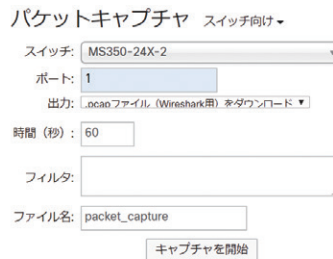 パケットキャプチャ スイッチ向け
スイッチ: MS350-24X-2
ポート: 1
出力: .pcapファイル（Wireshark用）をダウンロード
時間（秒）: 60
フィルタ:
ファイル名: packet_capture
キャプチャを開始